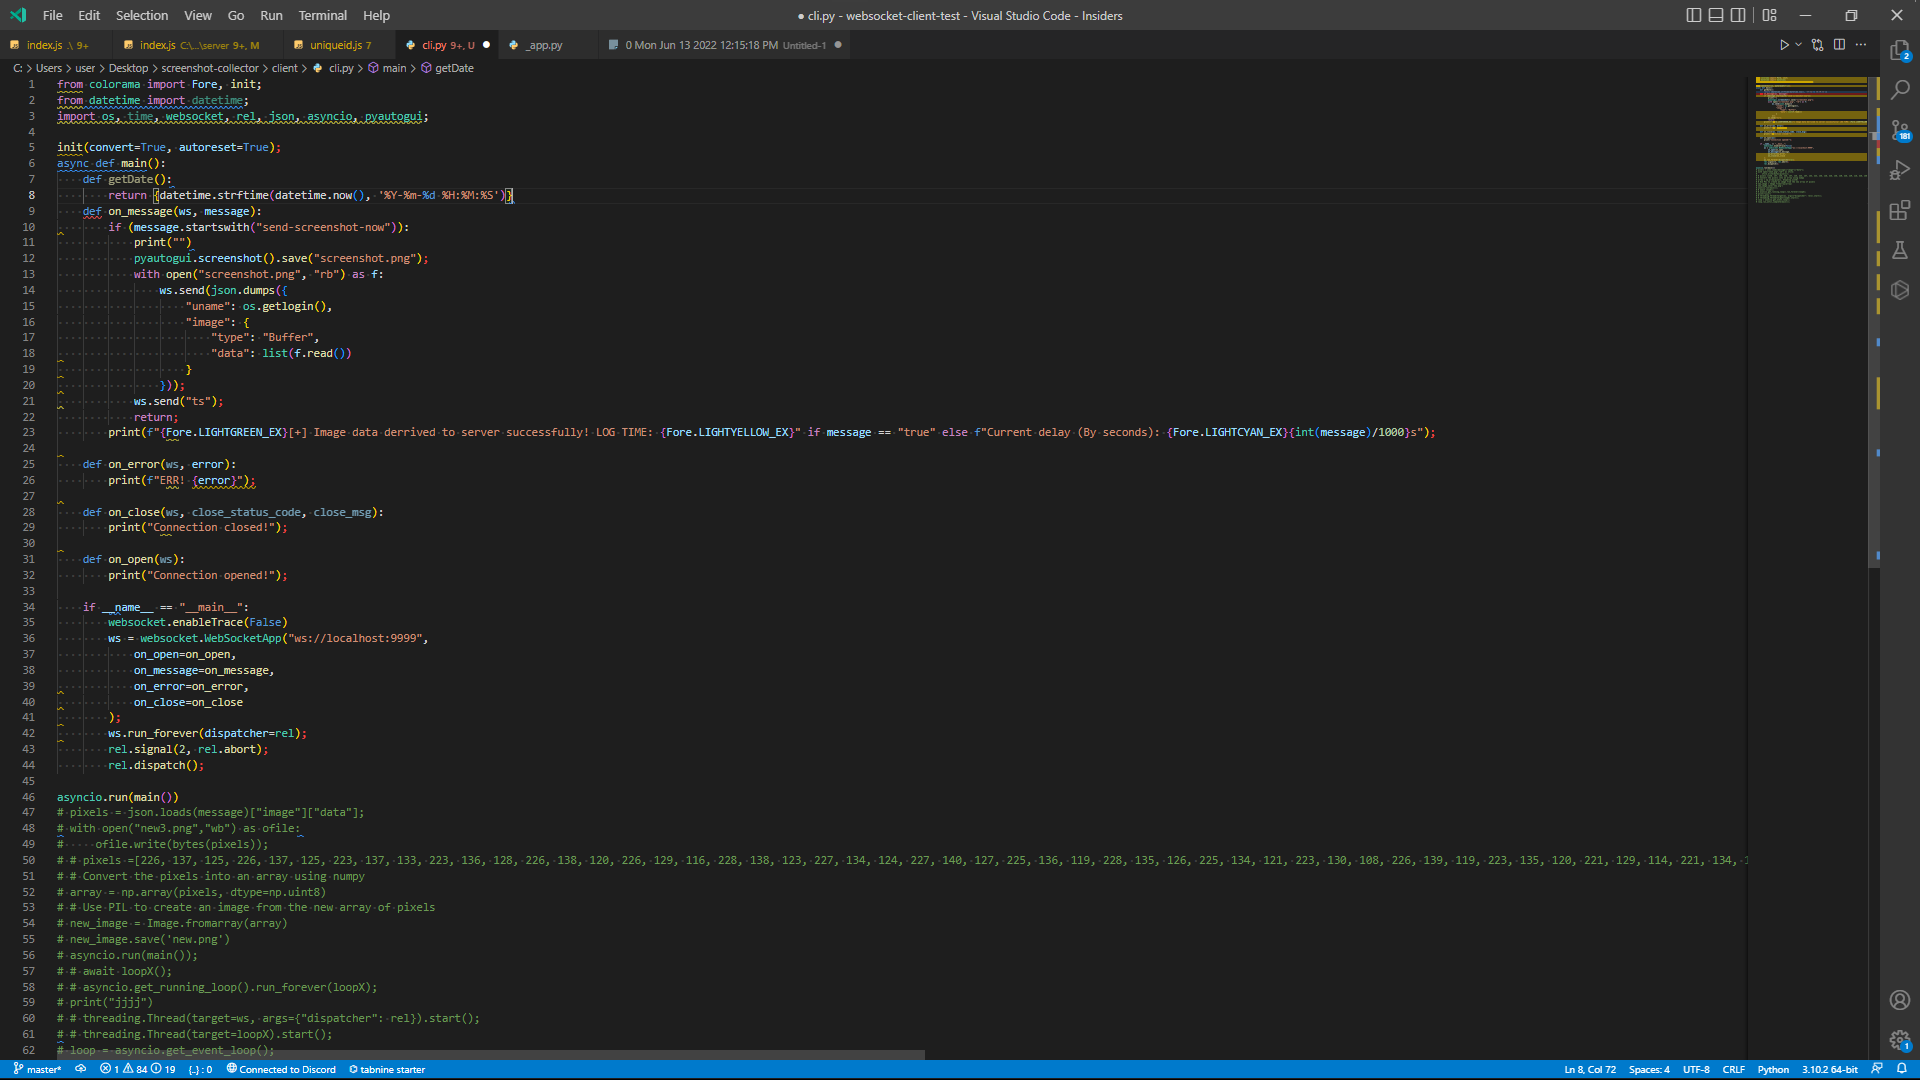 File Edit Selection View Go Run Terminal Help
● cli.py - websocket-client-test - Visual Studio Code - Insiders
index.js .\ 9+
index.js C:\...\server 9+, M
uniqueid.js 7
cli.py 9+, U ●
_app.py
0 Mon Jun 13 2022 12:15:18 PM Untitled-1 ●
C: > Users > user > Desktop > screenshot-collector > client > cli.py > main > getDate
1 from colorama import Fore, init;
2 from datetime import datetime;
3 import os, time, websocket, rel, json, asyncio, pyautogui;
4
5 init(convert=True, autoreset=True);
6 async def main():
7     def getDate():
8         return {datetime.strftime(datetime.now(), '%Y-%m-%d %H:%M:%S')}
9     def on_message(ws, message):
10         if (message.startswith("send-screenshot-now")):
11             print("")
12             pyautogui.screenshot().save("screenshot.png");
13             with open("screenshot.png", "rb") as f:
14                 ws.send(json.dumps({
15                     "uname": os.getlogin(),
16                     "image": {
17                         "type": "Buffer",
18                         "data": list(f.read())
19                     }
20                 }));
21             ws.send("ts");
22             return;
23         print(f"{Fore.LIGHTGREEN_EX}[+] Image data derrived to server successfully! LOG TIME: {Fore.LIGHTYELLOW_EX}" if message == "true" else f"Current delay (By seconds): {Fore.LIGHTCYAN_EX}{int(message)/1000}s");
24
25     def on_error(ws, error):
26         print(f"ERR! {error}");
27
28     def on_close(ws, close_status_code, close_msg):
29         print("Connection closed!");
30
31     def on_open(ws):
32         print("Connection opened!");
33
34     if __name__ == "__main__":
35         websocket.enableTrace(False)
36         ws = websocket.WebSocketApp("ws://localhost:9999",
37             on_open=on_open,
38             on_message=on_message,
39             on_error=on_error,
40             on_close=on_close
41         );
42         ws.run_forever(dispatcher=rel);
43         rel.signal(2, rel.abort);
44         rel.dispatch();
45
46 asyncio.run(main())
47 # pixels = json.loads(message)["image"]["data"];
48 # with open("new3.png","wb") as ofile:
49 #     ofile.write(bytes(pixels));
50 # # pixels =[226, 137, 125, 226, 137, 125, 223, 137, 133, 223, 136, 128, 226, 138, 120, 226, 129, 116, 228, 138, 123, 227, 134, 124, 227, 140, 127, 225, 136, 119, 228, 135, 126, 225, 134, 121, 223, 130, 108, 226, 139, 119, 223, 135, 120, 221, 129, 114, 221, 134,
51 # # Convert the pixels into an array using numpy
52 # array = np.array(pixels, dtype=np.uint8)
53 # # Use PIL to create an image from the new array of pixels
54 # new_image = Image.fromarray(array)
55 # new_image.save('new.png')
56 # asyncio.run(main());
57 # # await loopX();
58 # # asyncio.get_running_loop().run_forever(loopX);
59 # print("jjjj")
60 # # threading.Thread(target=ws, args={"dispatcher": rel}).start();
61 # # threading.Thread(target=loopX).start();
62 # loop = asyncio.get_event_loop();
2
181
1
master* 1 84 19 {..} : 0 Connected to Discord tabnine starter
Ln 8, Col 72 Spaces: 4 UTF-8 CRLF Python 3.10.2 64-bit